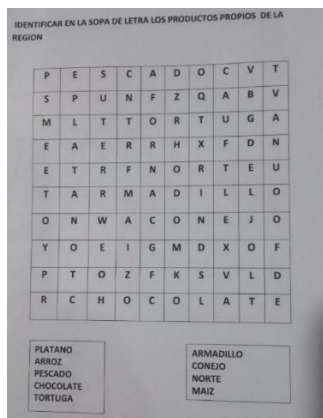 IDENTIFICAR EN LA SOPA DE LETRA LOS PRODUCTOS PROPIOS DE LA
REGION
P E S C A D O C V T
S P U N F Z Q A B V
M L T T O R T U G A
E A E R R H X F D N
E T R F N O R T E U
T A R M A D I L L O
O N W A C O N E J O
Y O E I G M D X O F
P T O Z F K S V L D
R C H O C O L A T E
PLATANO
ARROZ
PESCADO
CHOCOLATE
TORTUGA
ARMADILLO
CONEJO
NORTE
MAIZ